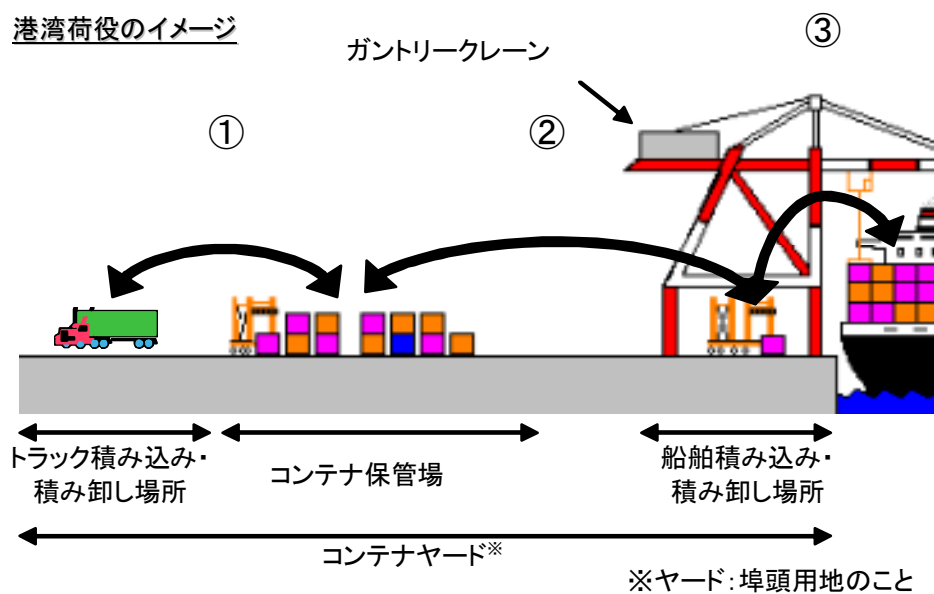 港湾荷役のイメージ
③
ガントリークレーン
①
②
トラック積み込み・
積み卸し場所
コンテナ保管場
船舶積み込み・
積み卸し場所
コンテナヤード※
※ヤード：埠頭用地のこと